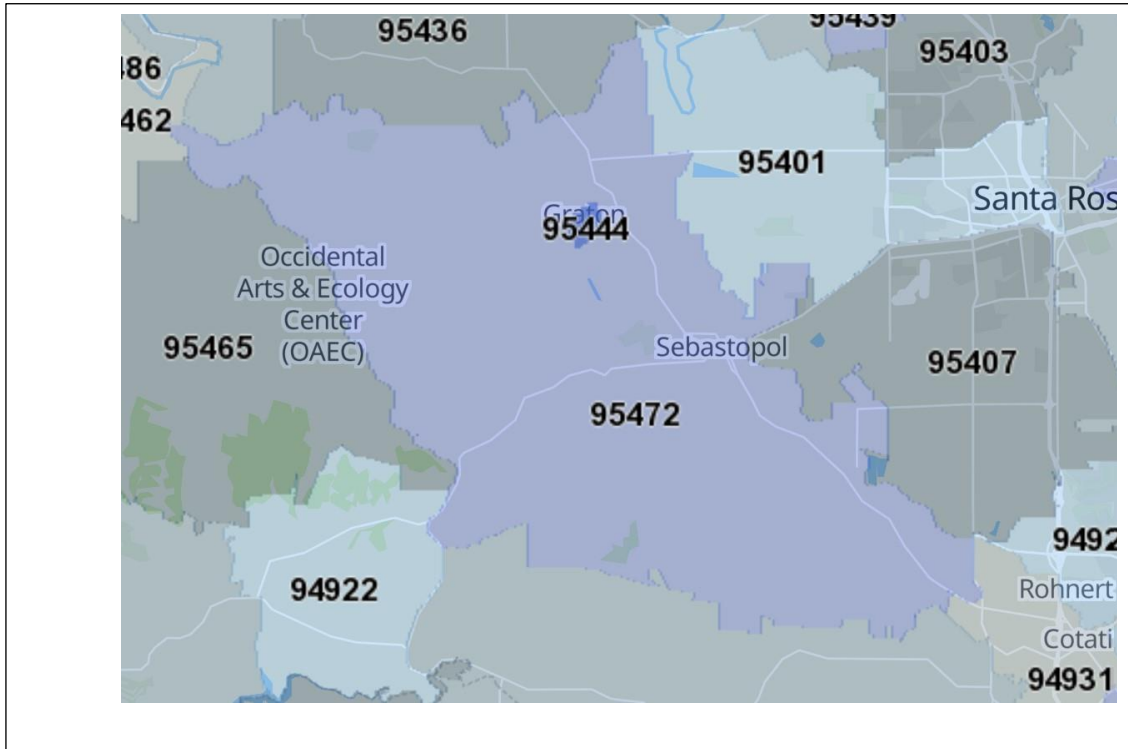 95439
95436
95403
486
462
95401
Santa Ros
Graton
95444
Occidental
Arts & Ecology
Center
(OAEC)
95465
Sebastopol
95407
95472
9492
94922
Rohnert
Cotati
94931